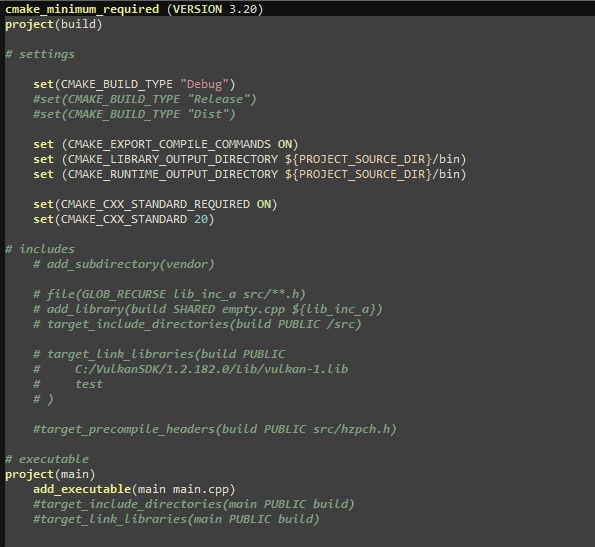 cmake_minimum_required (VERSION 3.20)
project(build)
# settings
set(CMAKE_BUILD_TYPE "Debug")
#set(CMAKE_BUILD_TYPE "Release")
#set(CMAKE_BUILD_TYPE "Dist")
set (CMAKE_EXPORT_COMPILE_COMMANDS ON)
set (CMAKE_LIBRARY_OUTPUT_DIRECTORY ${PROJECT_SOURCE_DIR}/bin)
set (CMAKE_RUNTIME_OUTPUT_DIRECTORY ${PROJECT_SOURCE_DIR}/bin)
set(CMAKE_CXX_STANDARD_REQUIRED ON)
set(CMAKE_CXX_STANDARD 20)
# includes
# add_subdirectory(vendor)
# file(GLOB_RECURSE lib_inc_a src/**.h)
# add_library(build SHARED empty.cpp ${lib_inc_a})
# target_include_directories(build PUBLIC /src)
# target_link_libraries(build PUBLIC
# C:/VulkanSDK/1.2.182.0/Lib/vulkan-1.lib
# test
# )
#target_precompile_headers(build PUBLIC src/hzpch.h)
# executable
project(main)
add_executable(main main.cpp)
#target_include_directories(main PUBLIC build)
#target_link_libraries(main PUBLIC build)